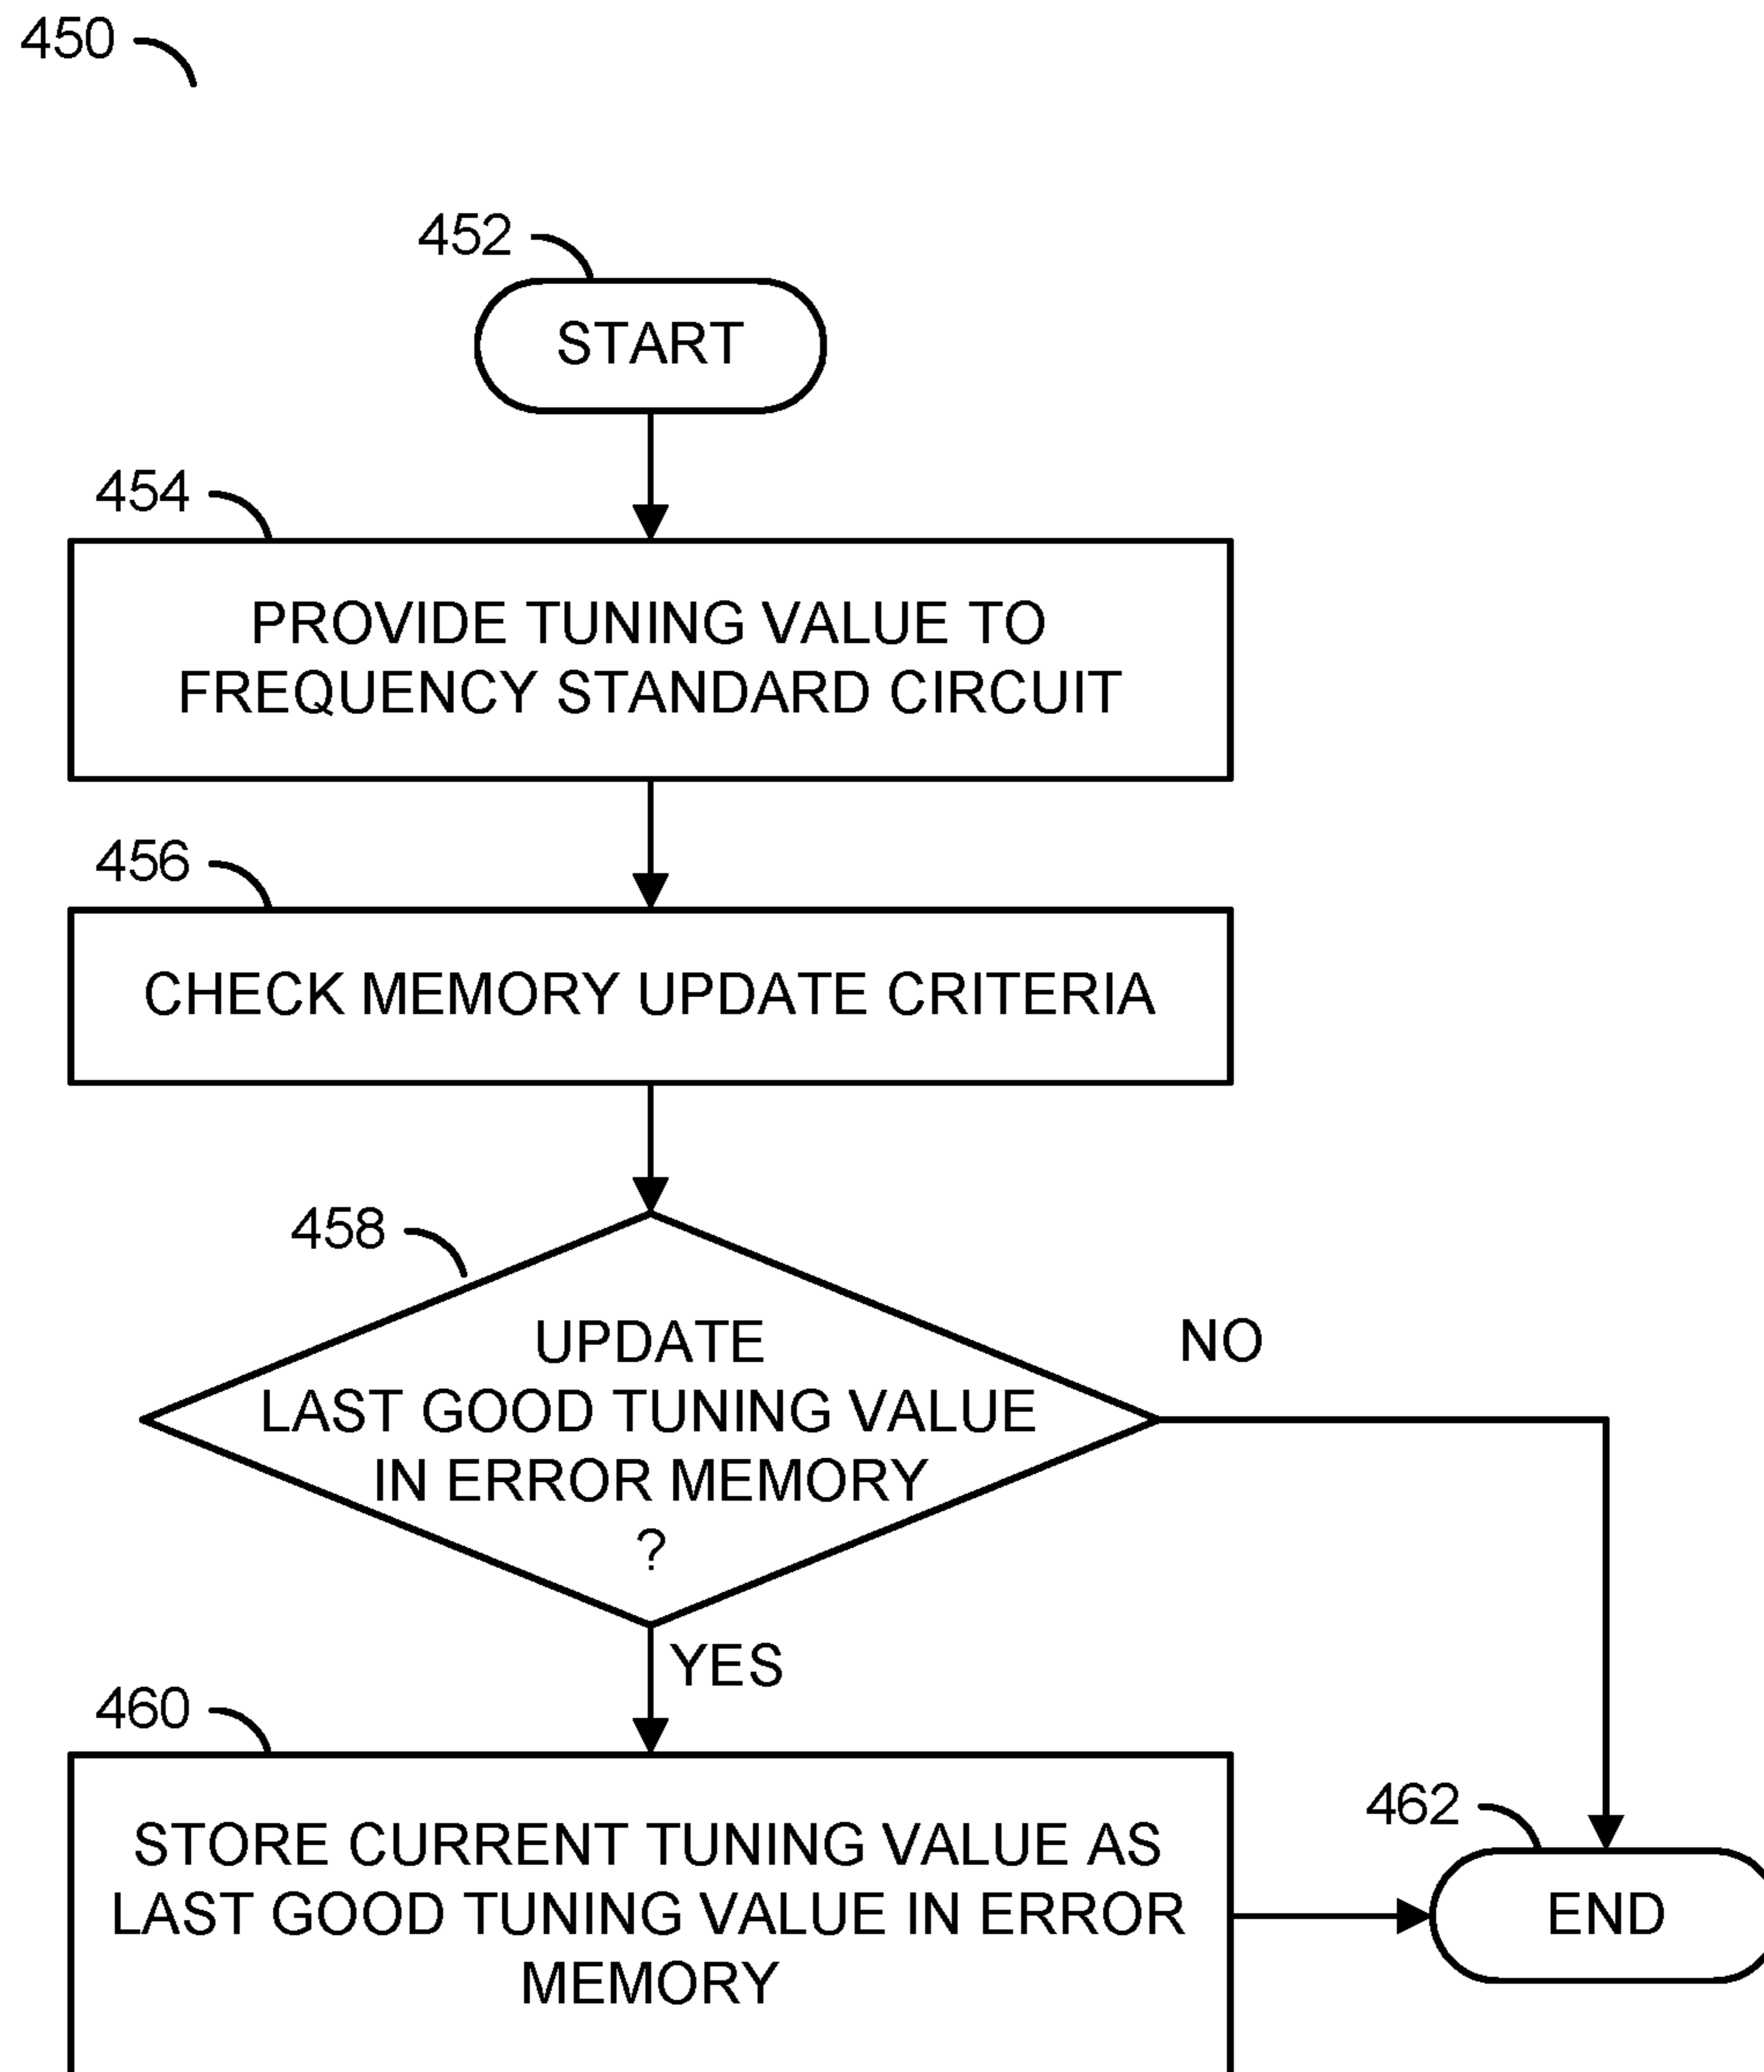 450
452
START
454
PROVIDE TUNING VALUE TO
FREQUENCY STANDARD CIRCUIT
456
CHECK MEMORY UPDATE CRITERIA
458
UPDATE
LAST GOOD TUNING VALUE
IN ERROR MEMORY
?
NO
YES
460
STORE CURRENT TUNING VALUE AS
LAST GOOD TUNING VALUE IN ERROR
MEMORY
462
END